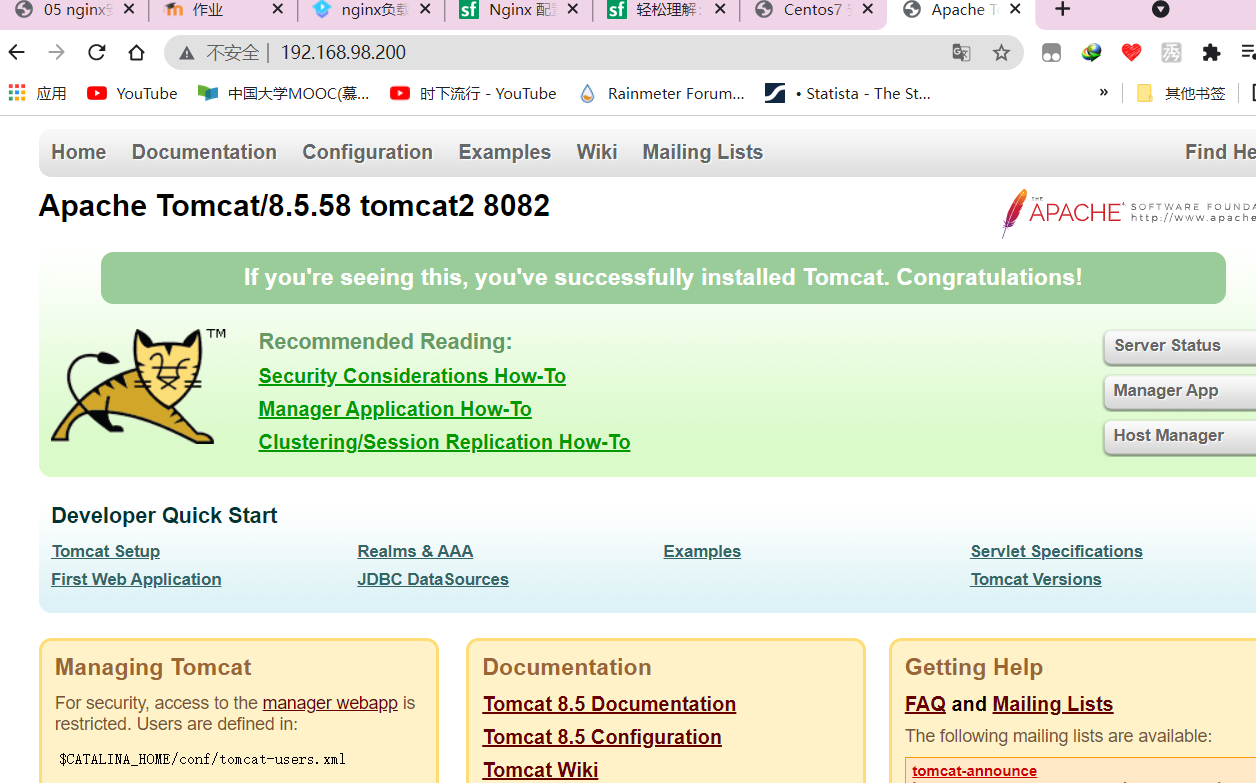 05 nginx
作业
nginx负载
sf Nginx 配
sf 轻松理解:
Centos7
Apache T
不安全 192.168.98.200
秀
应用 YouTube 中国大学MOOC(慕... 时下流行 - YouTube Rainmeter Forum... • Statista - The St... » 其他书签
Home Documentation Configuration Examples Wiki Mailing Lists Find He
Apache Tomcat/8.5.58 tomcat2 8082
THE APACHE SOFTWARE FOUNDA
http://www.apache
If you're seeing this, you've successfully installed Tomcat. Congratulations!
TM
Recommended Reading:
Security Considerations How-To
Manager Application How-To
Clustering/Session Replication How-To
Server Status
Manager App
Host Manager
Developer Quick Start
Tomcat Setup
First Web Application
Realms & AAA
JDBC DataSources
Examples
Servlet Specifications
Tomcat Versions
Managing Tomcat
For security, access to the manager webapp is
restricted. Users are defined in:
$CATALINA_HOME/conf/tomcat-users.xml
Documentation
Tomcat 8.5 Documentation
Tomcat 8.5 Configuration
Tomcat Wiki
Getting Help
FAQ and Mailing Lists
The following mailing lists are available:
tomcat-announce